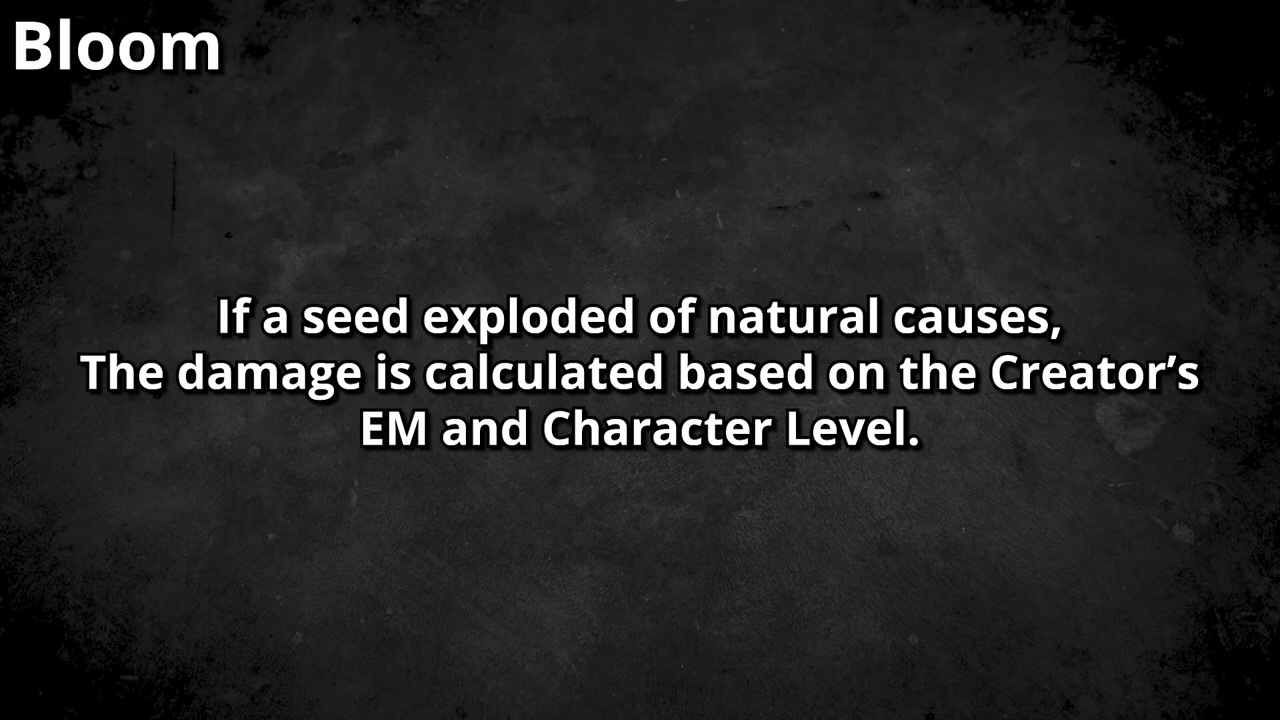 Bloom
If a seed exploded of natural causes,
The damage is calculated based on the Creator’s
EM and Character Level.